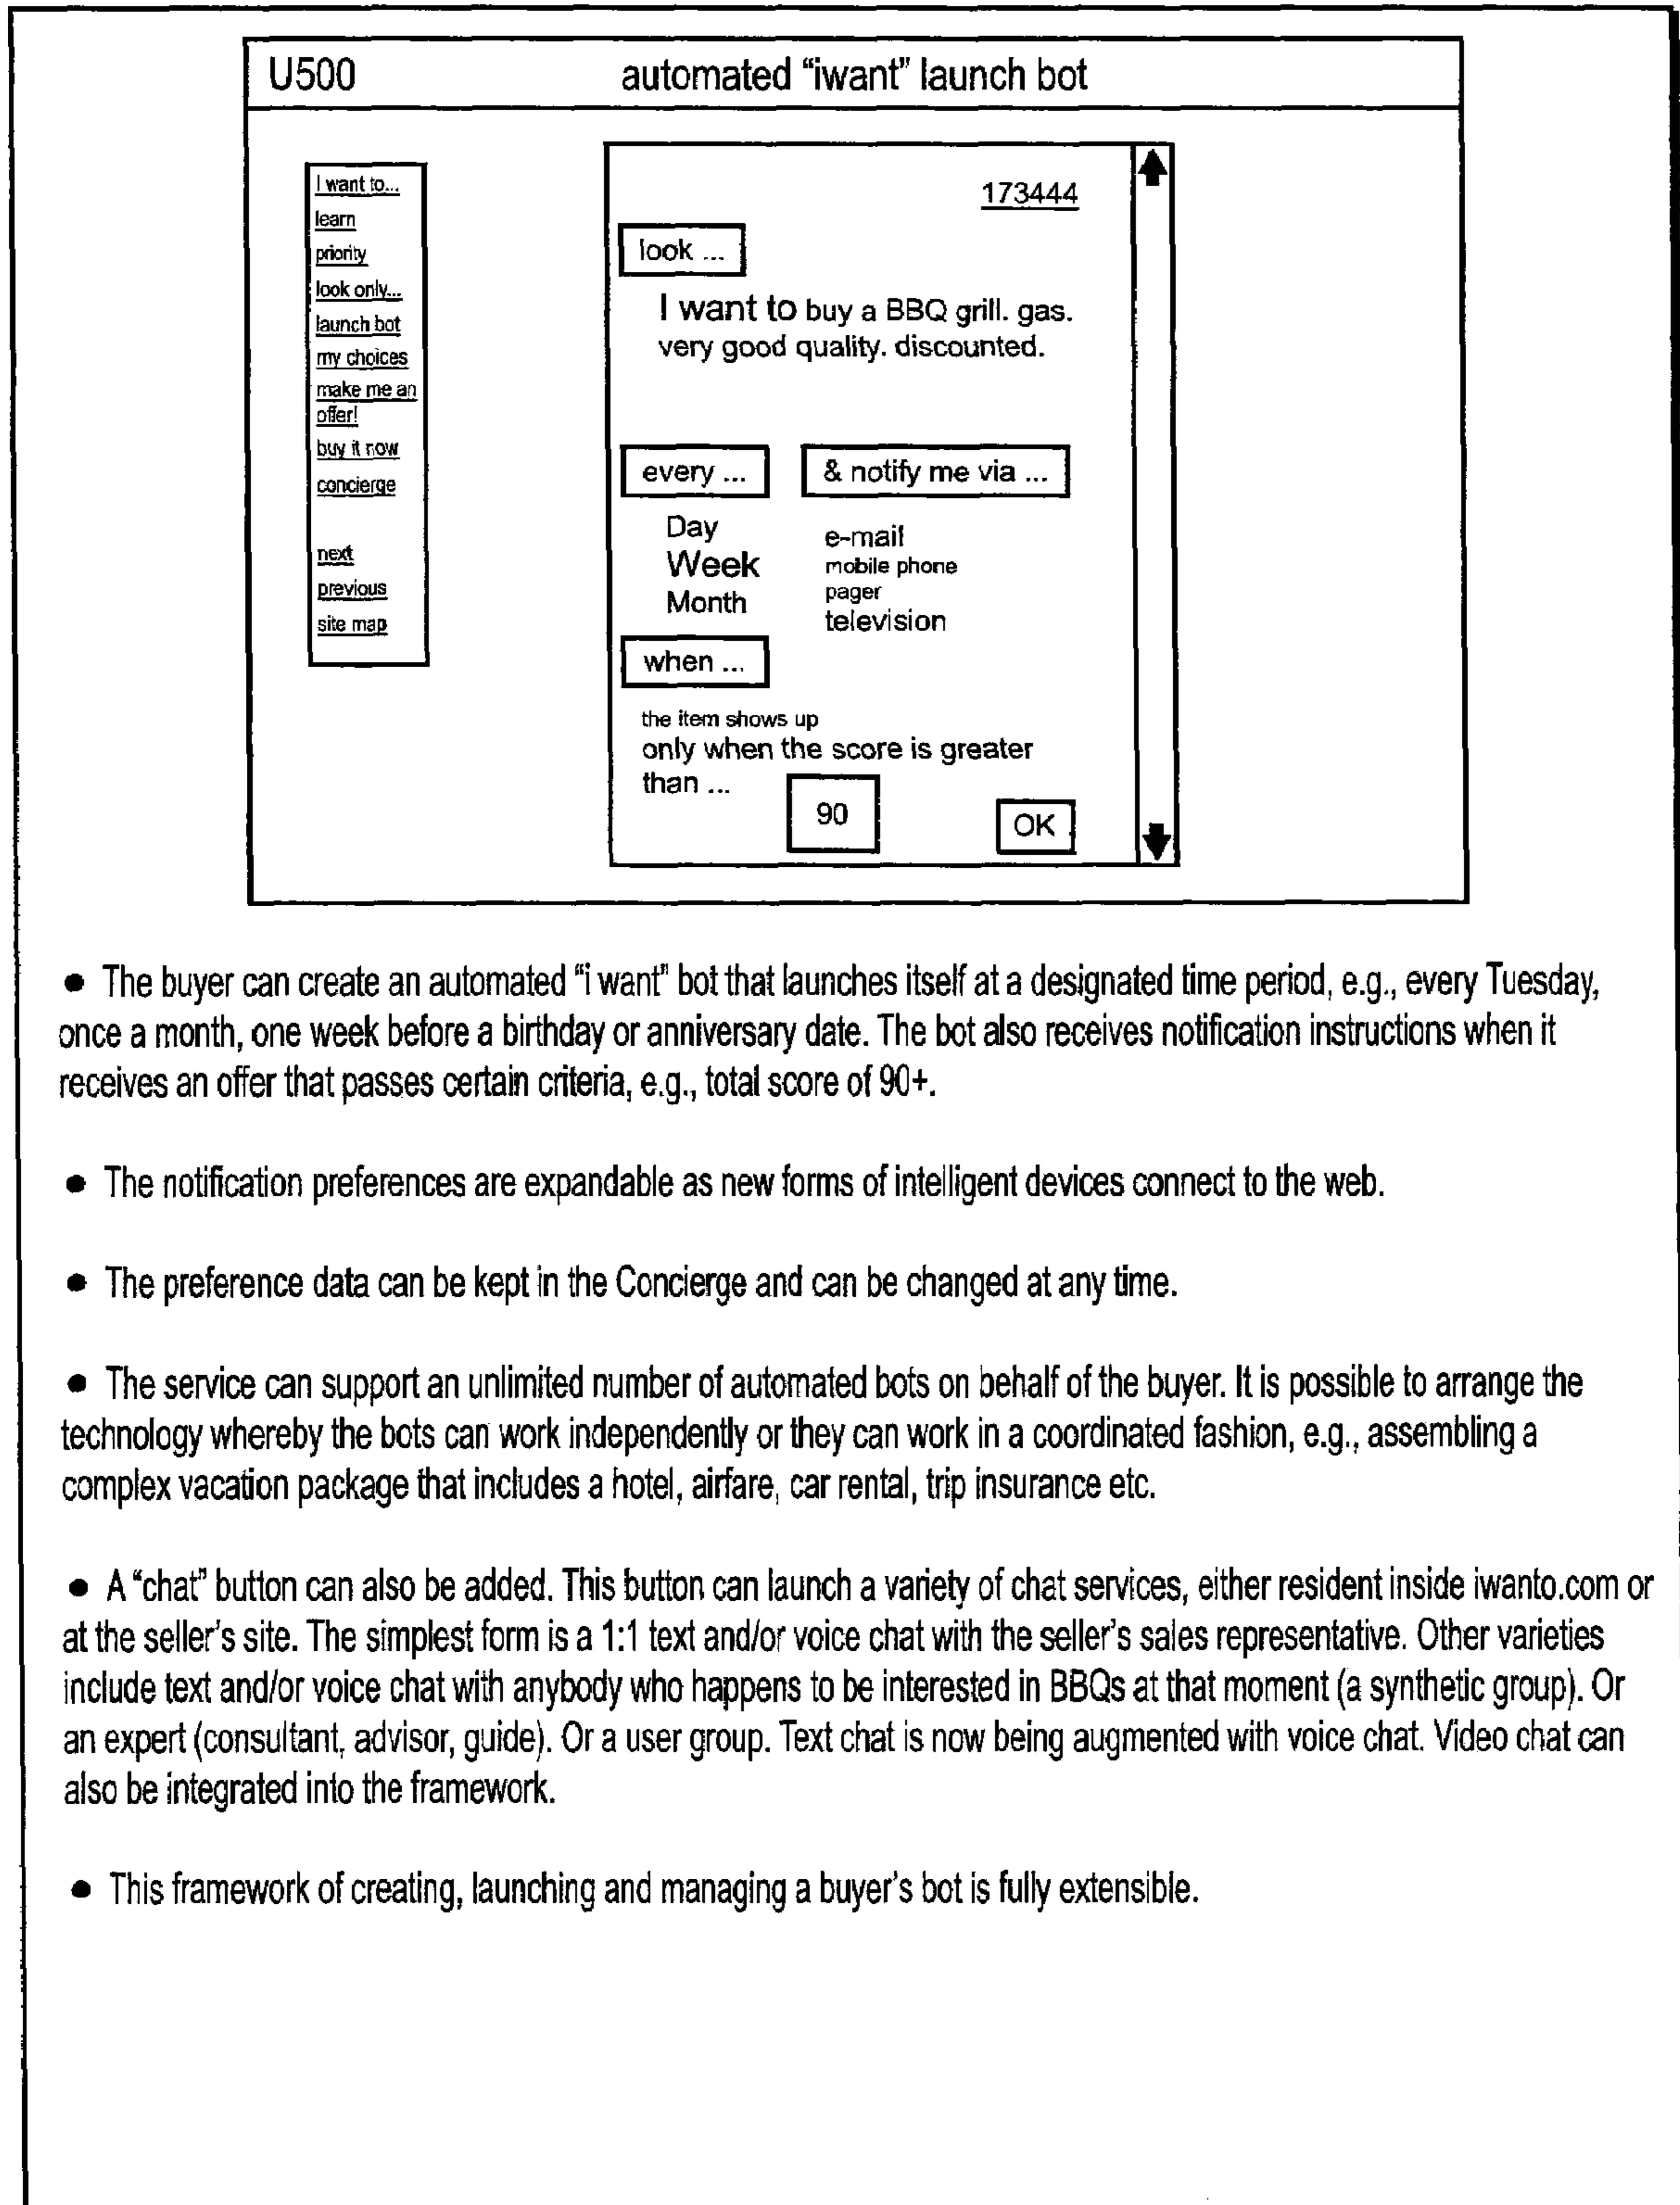 U500 automated “iwant” launch bot
I want to...
learn
priority
look only...
launch bot
my choices
make me an
offer!
buy it now
concierge
next
previous
site map
173444
look ...
I want to buy a BBQ grill. gas.
very good quality. discounted.
every ... & notify me via ...
Day
Week
Month
e-mail
mobile phone
pager
television
when ...
the item shows up
only when the score is greater
than ...
90
OK
● The buyer can create an automated “i want” bot that launches itself at a designated time period, e.g., every Tuesday,
once a month, one week before a birthday or anniversary date. The bot also receives notification instructions when it
receives an offer that passes certain criteria, e.g., total score of 90+.
● The notification preferences are expandable as new forms of intelligent devices connect to the web.
● The preference data can be kept in the Concierge and can be changed at any time.
● The service can support an unlimited number of automated bots on behalf of the buyer. It is possible to arrange the
technology whereby the bots can work independently or they can work in a coordinated fashion, e.g., assembling a
complex vacation package that includes a hotel, airfare, car rental, trip insurance etc.
● A “chat” button can also be added. This button can launch a variety of chat services, either resident inside iwanto.com or
at the seller's site. The simplest form is a 1:1 text and/or voice chat with the seller's sales representative. Other varieties
include text and/or voice chat with anybody who happens to be interested in BBQs at that moment (a synthetic group). Or
an expert (consultant, advisor, guide). Or a user group. Text chat is now being augmented with voice chat. Video chat can
also be integrated into the framework.
● This framework of creating, launching and managing a buyer's bot is fully extensible.